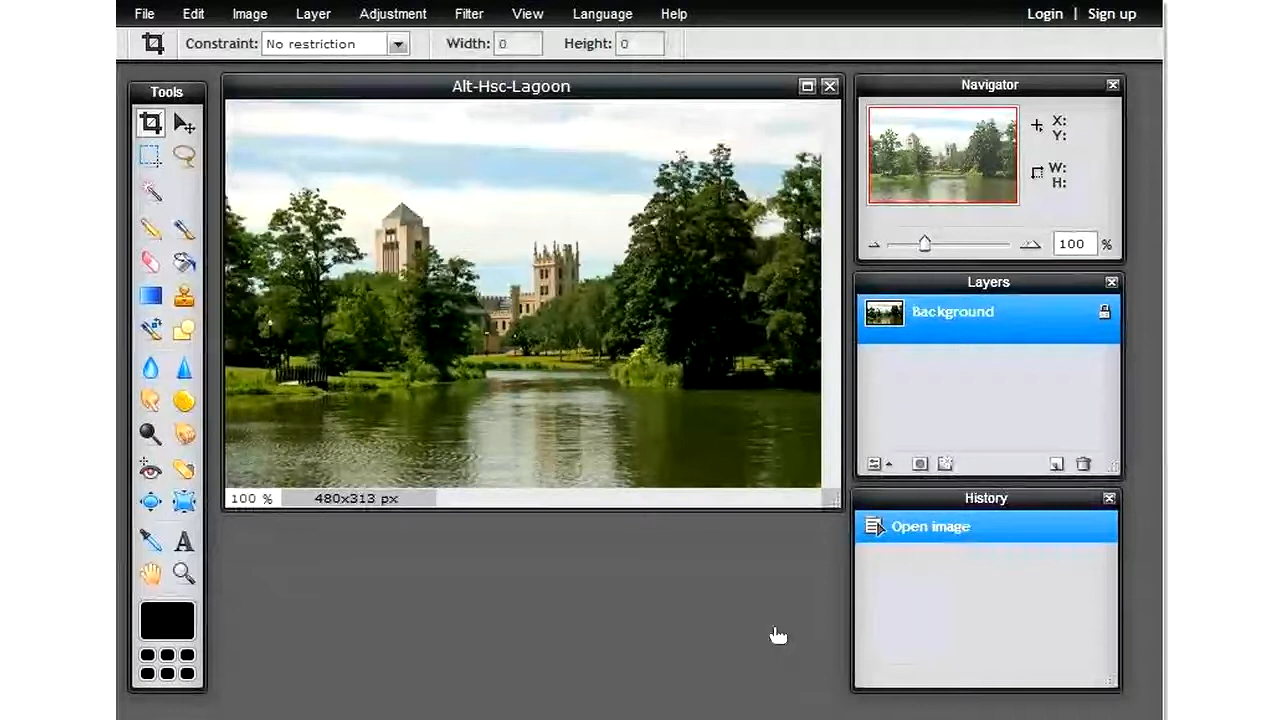 File Edit Image Layer Adjustment Filter View Language Help Login | Sign up
Constraint: No restriction Width: 0 Height: 0
Tools
Alt-Hsc-Lagoon
100 % 480x313 px
Navigator
X:
Y:
W:
H:
100 %
Layers
Background
History
Open image
A